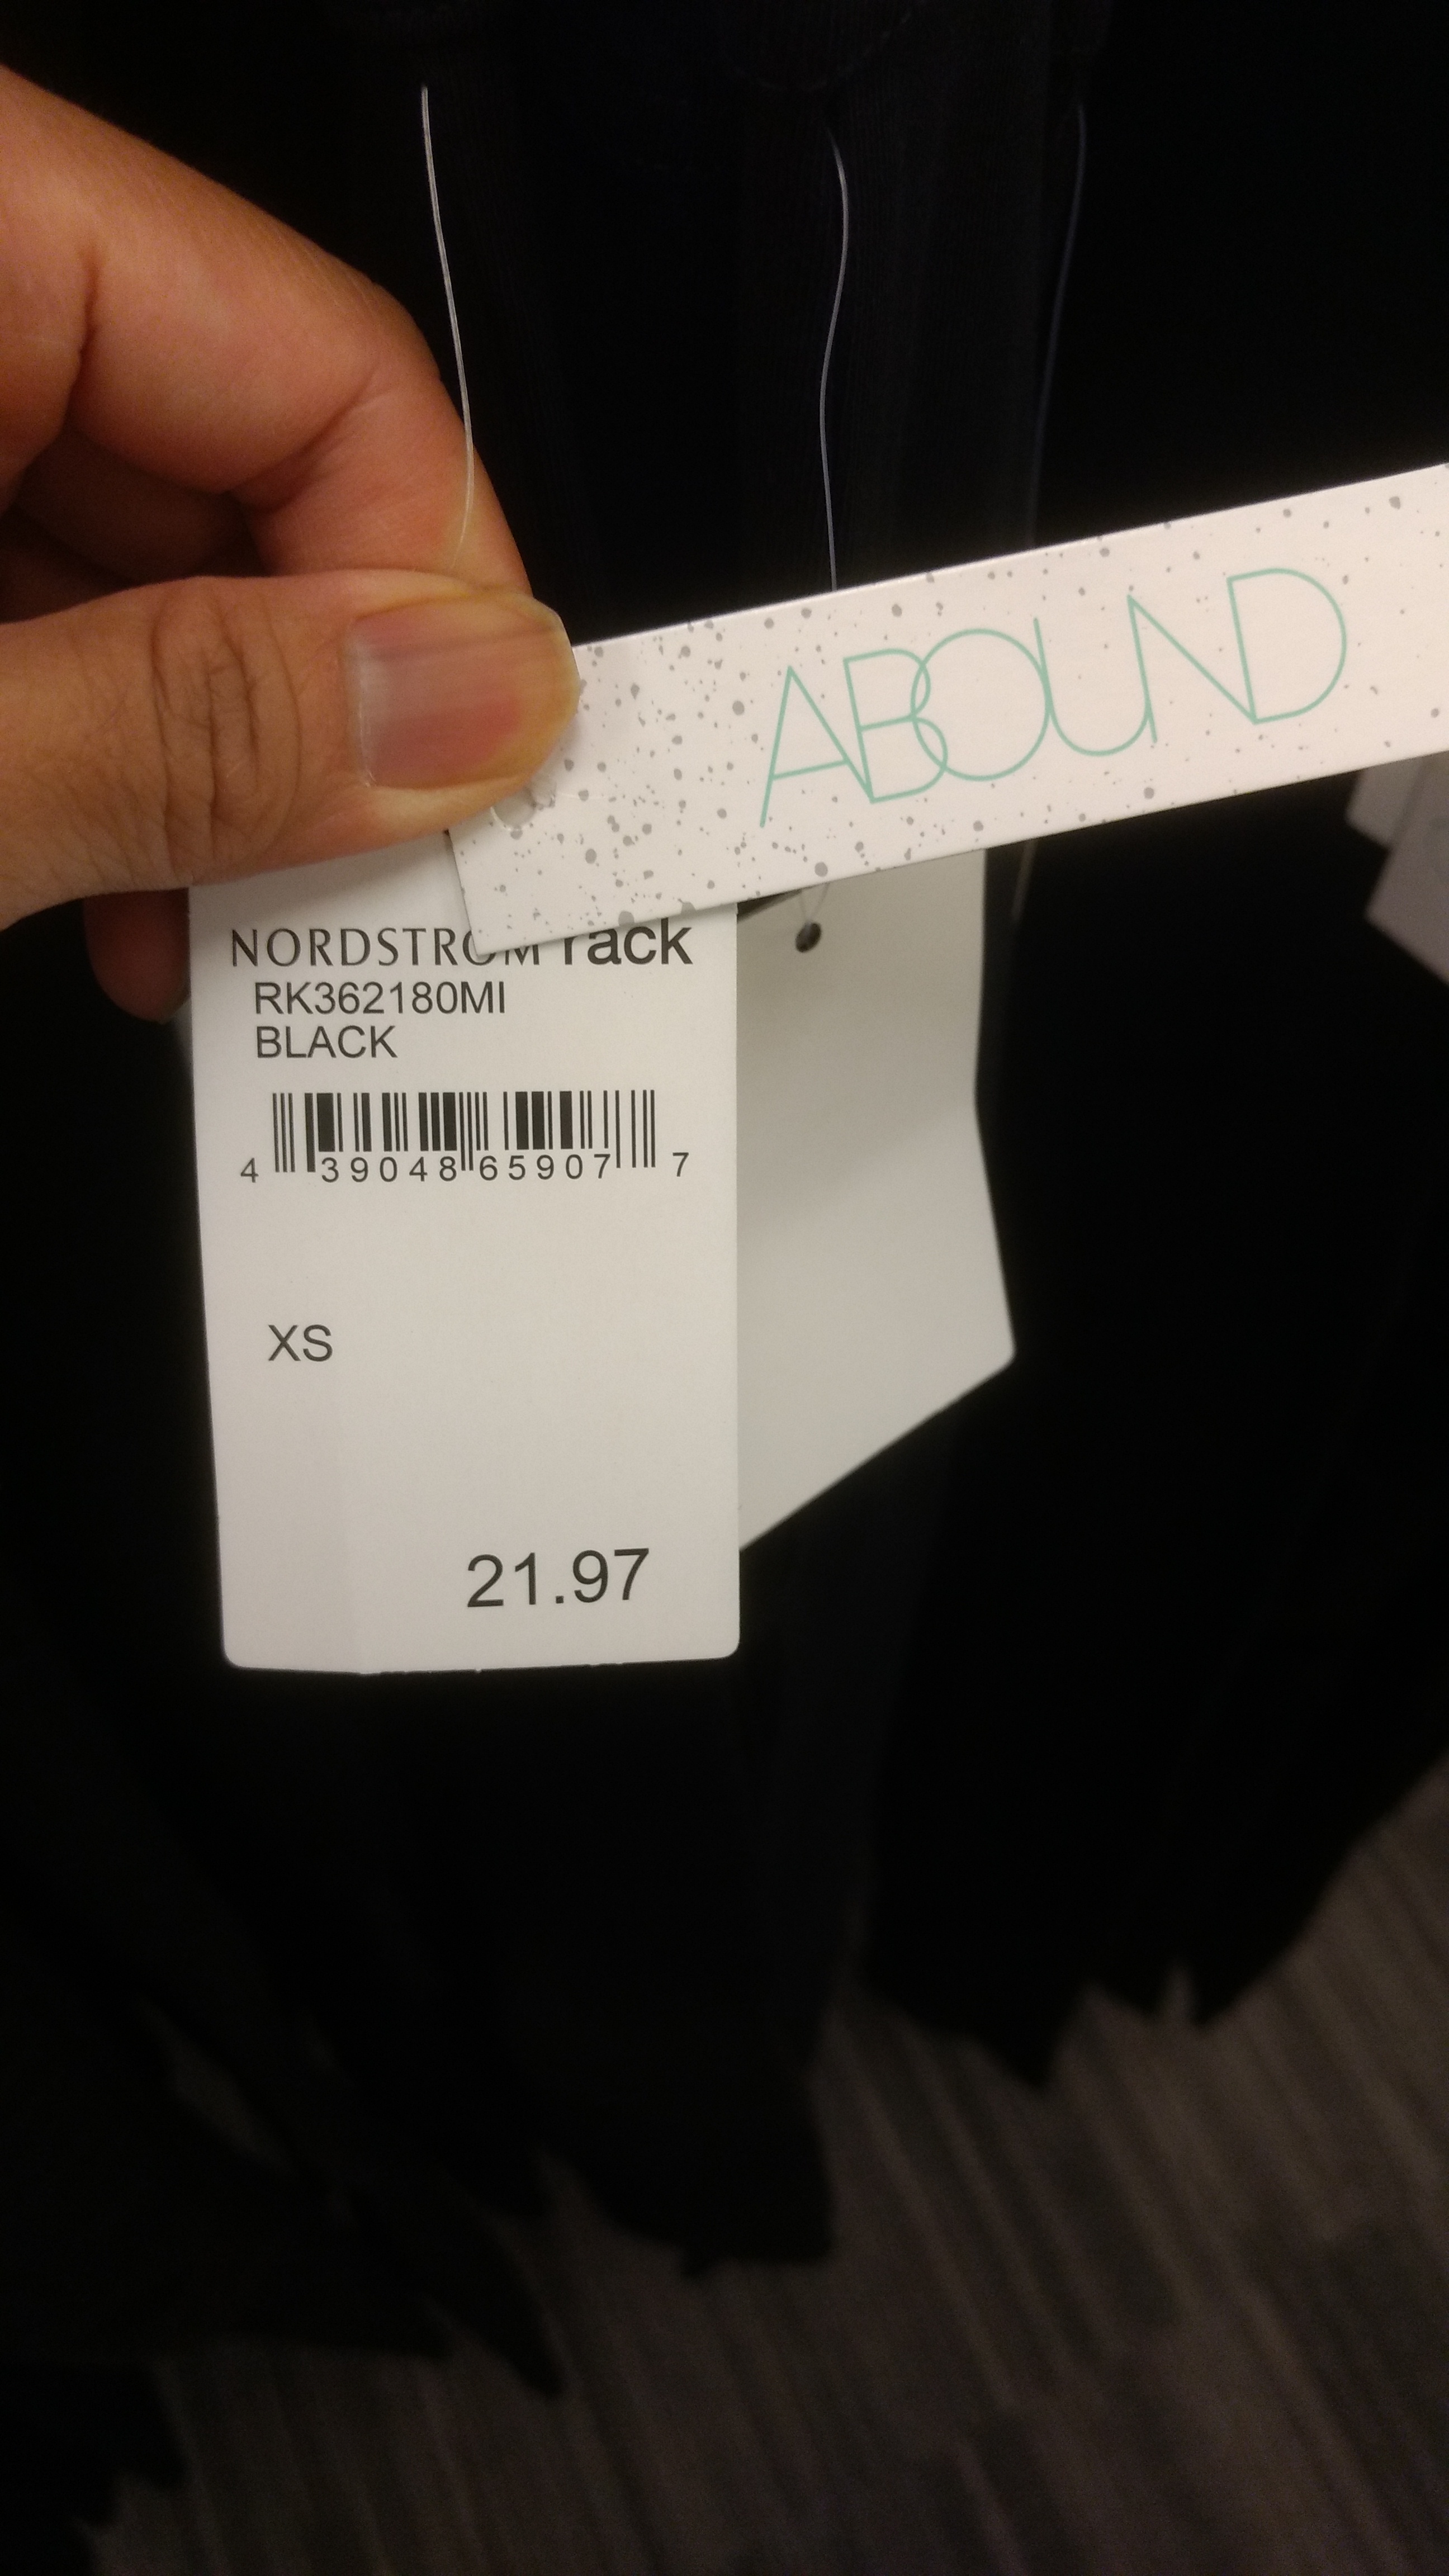 ABOUND
NORDSTROM rack
RK362180MI
BLACK
4 39048 65907 7
XS
21.97